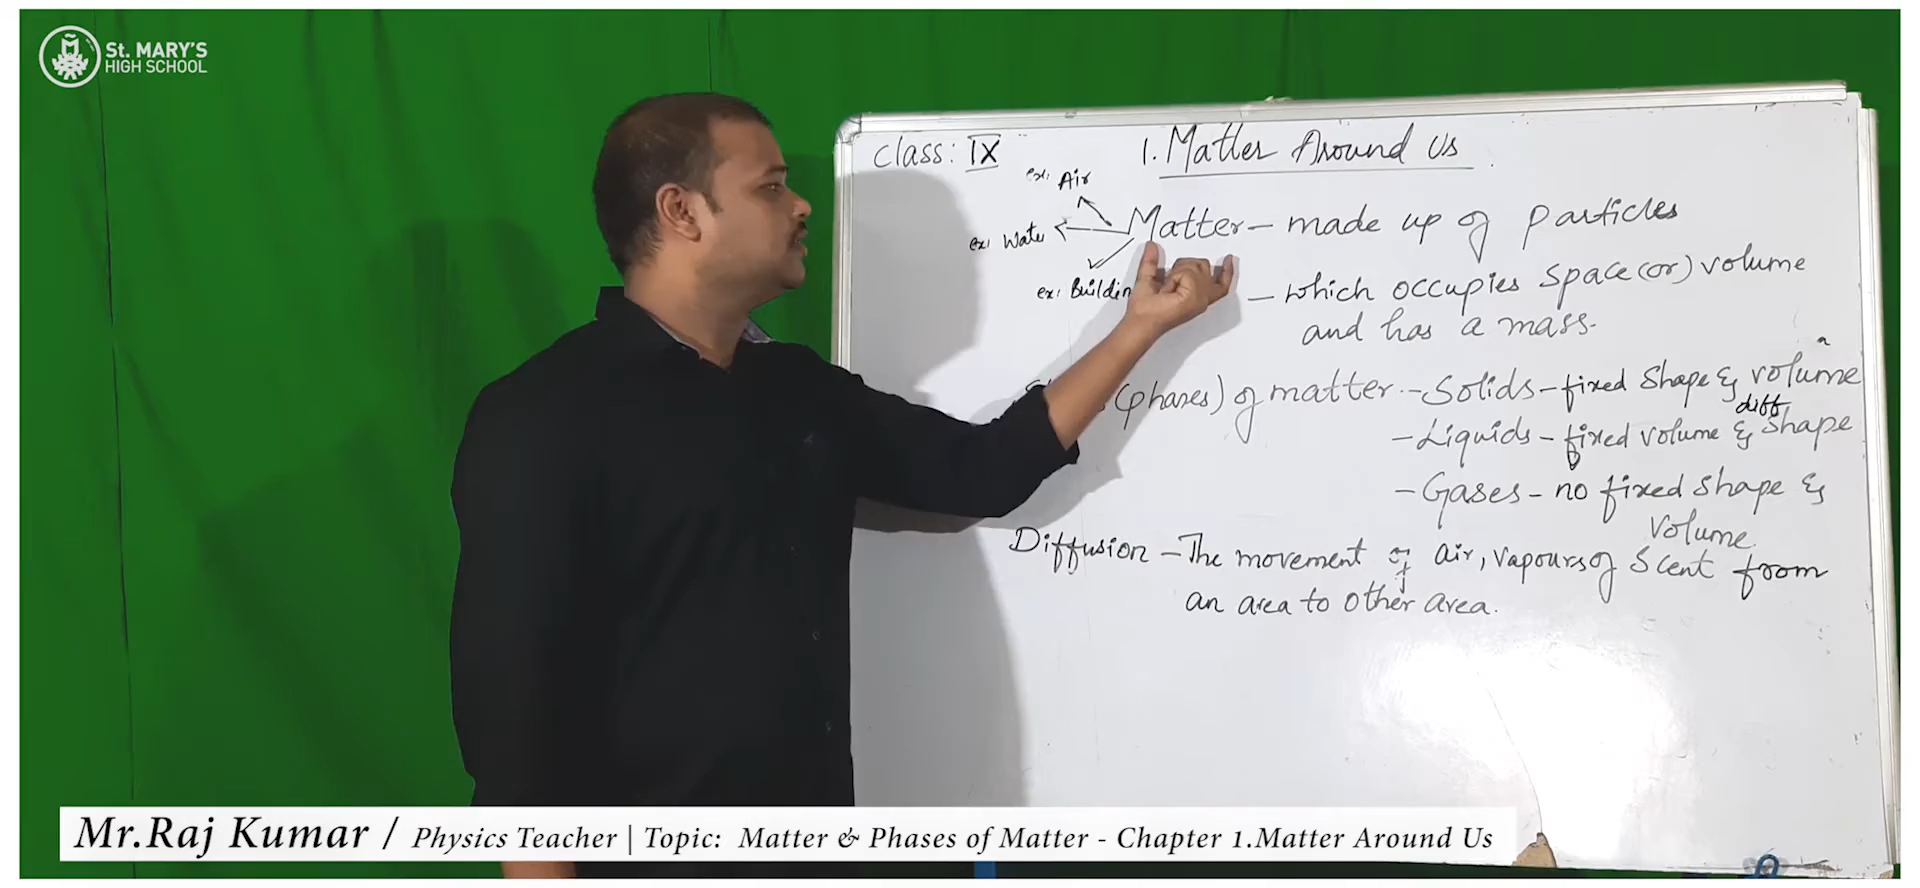 St. MARY'S
HIGH SCHOOL
class: IX
1. Matter Around Us
ex: Air
ex: Water
ex: Buildin
Matter - made up of particles
- which occupies space (or) volume
and has a mass.
(phases) of matter - Solids - fixed shape & volume
- Liquids - fixed volume & diff shape
- Gases - no fixed shape &
volume
Diffusion - The movement of air, vapours of scent from
an area to other area.
Mr.Raj Kumar / Physics Teacher | Topic: Matter & Phases of Matter - Chapter 1.Matter Around Us